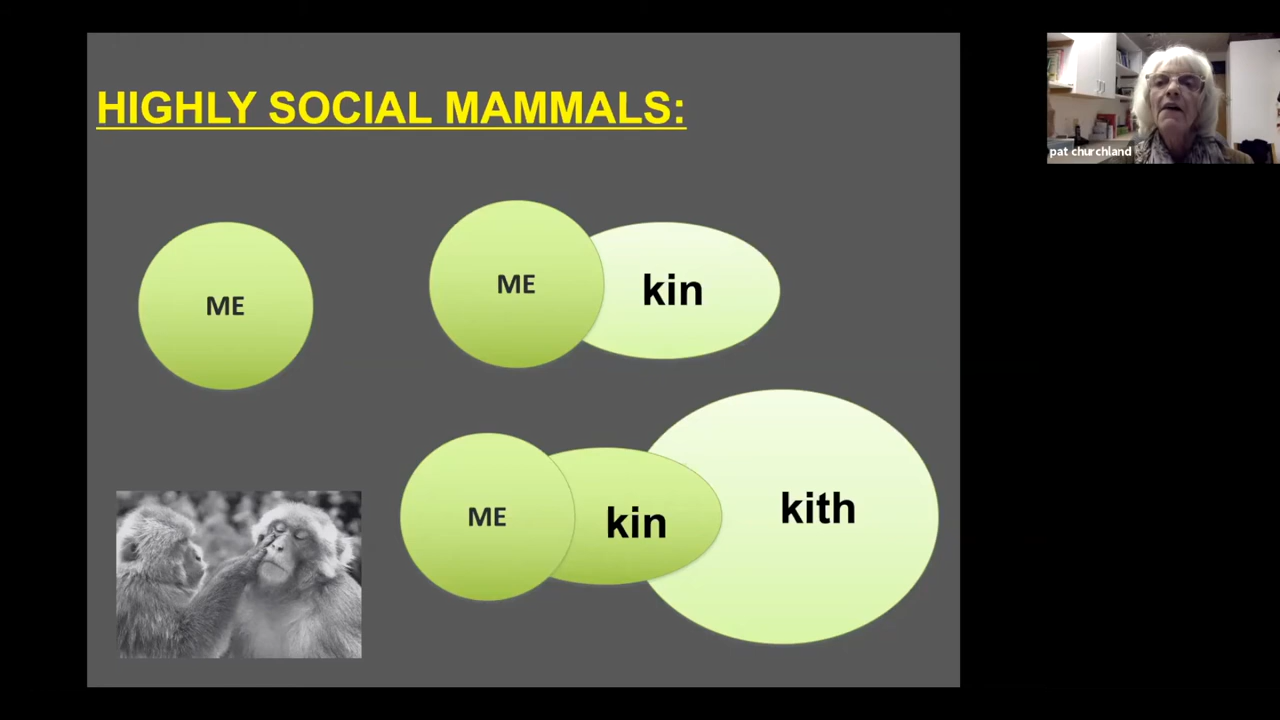 HIGHLY SOCIAL MAMMALS:
ME
ME
kin
ME
kin
kith
pat churchland